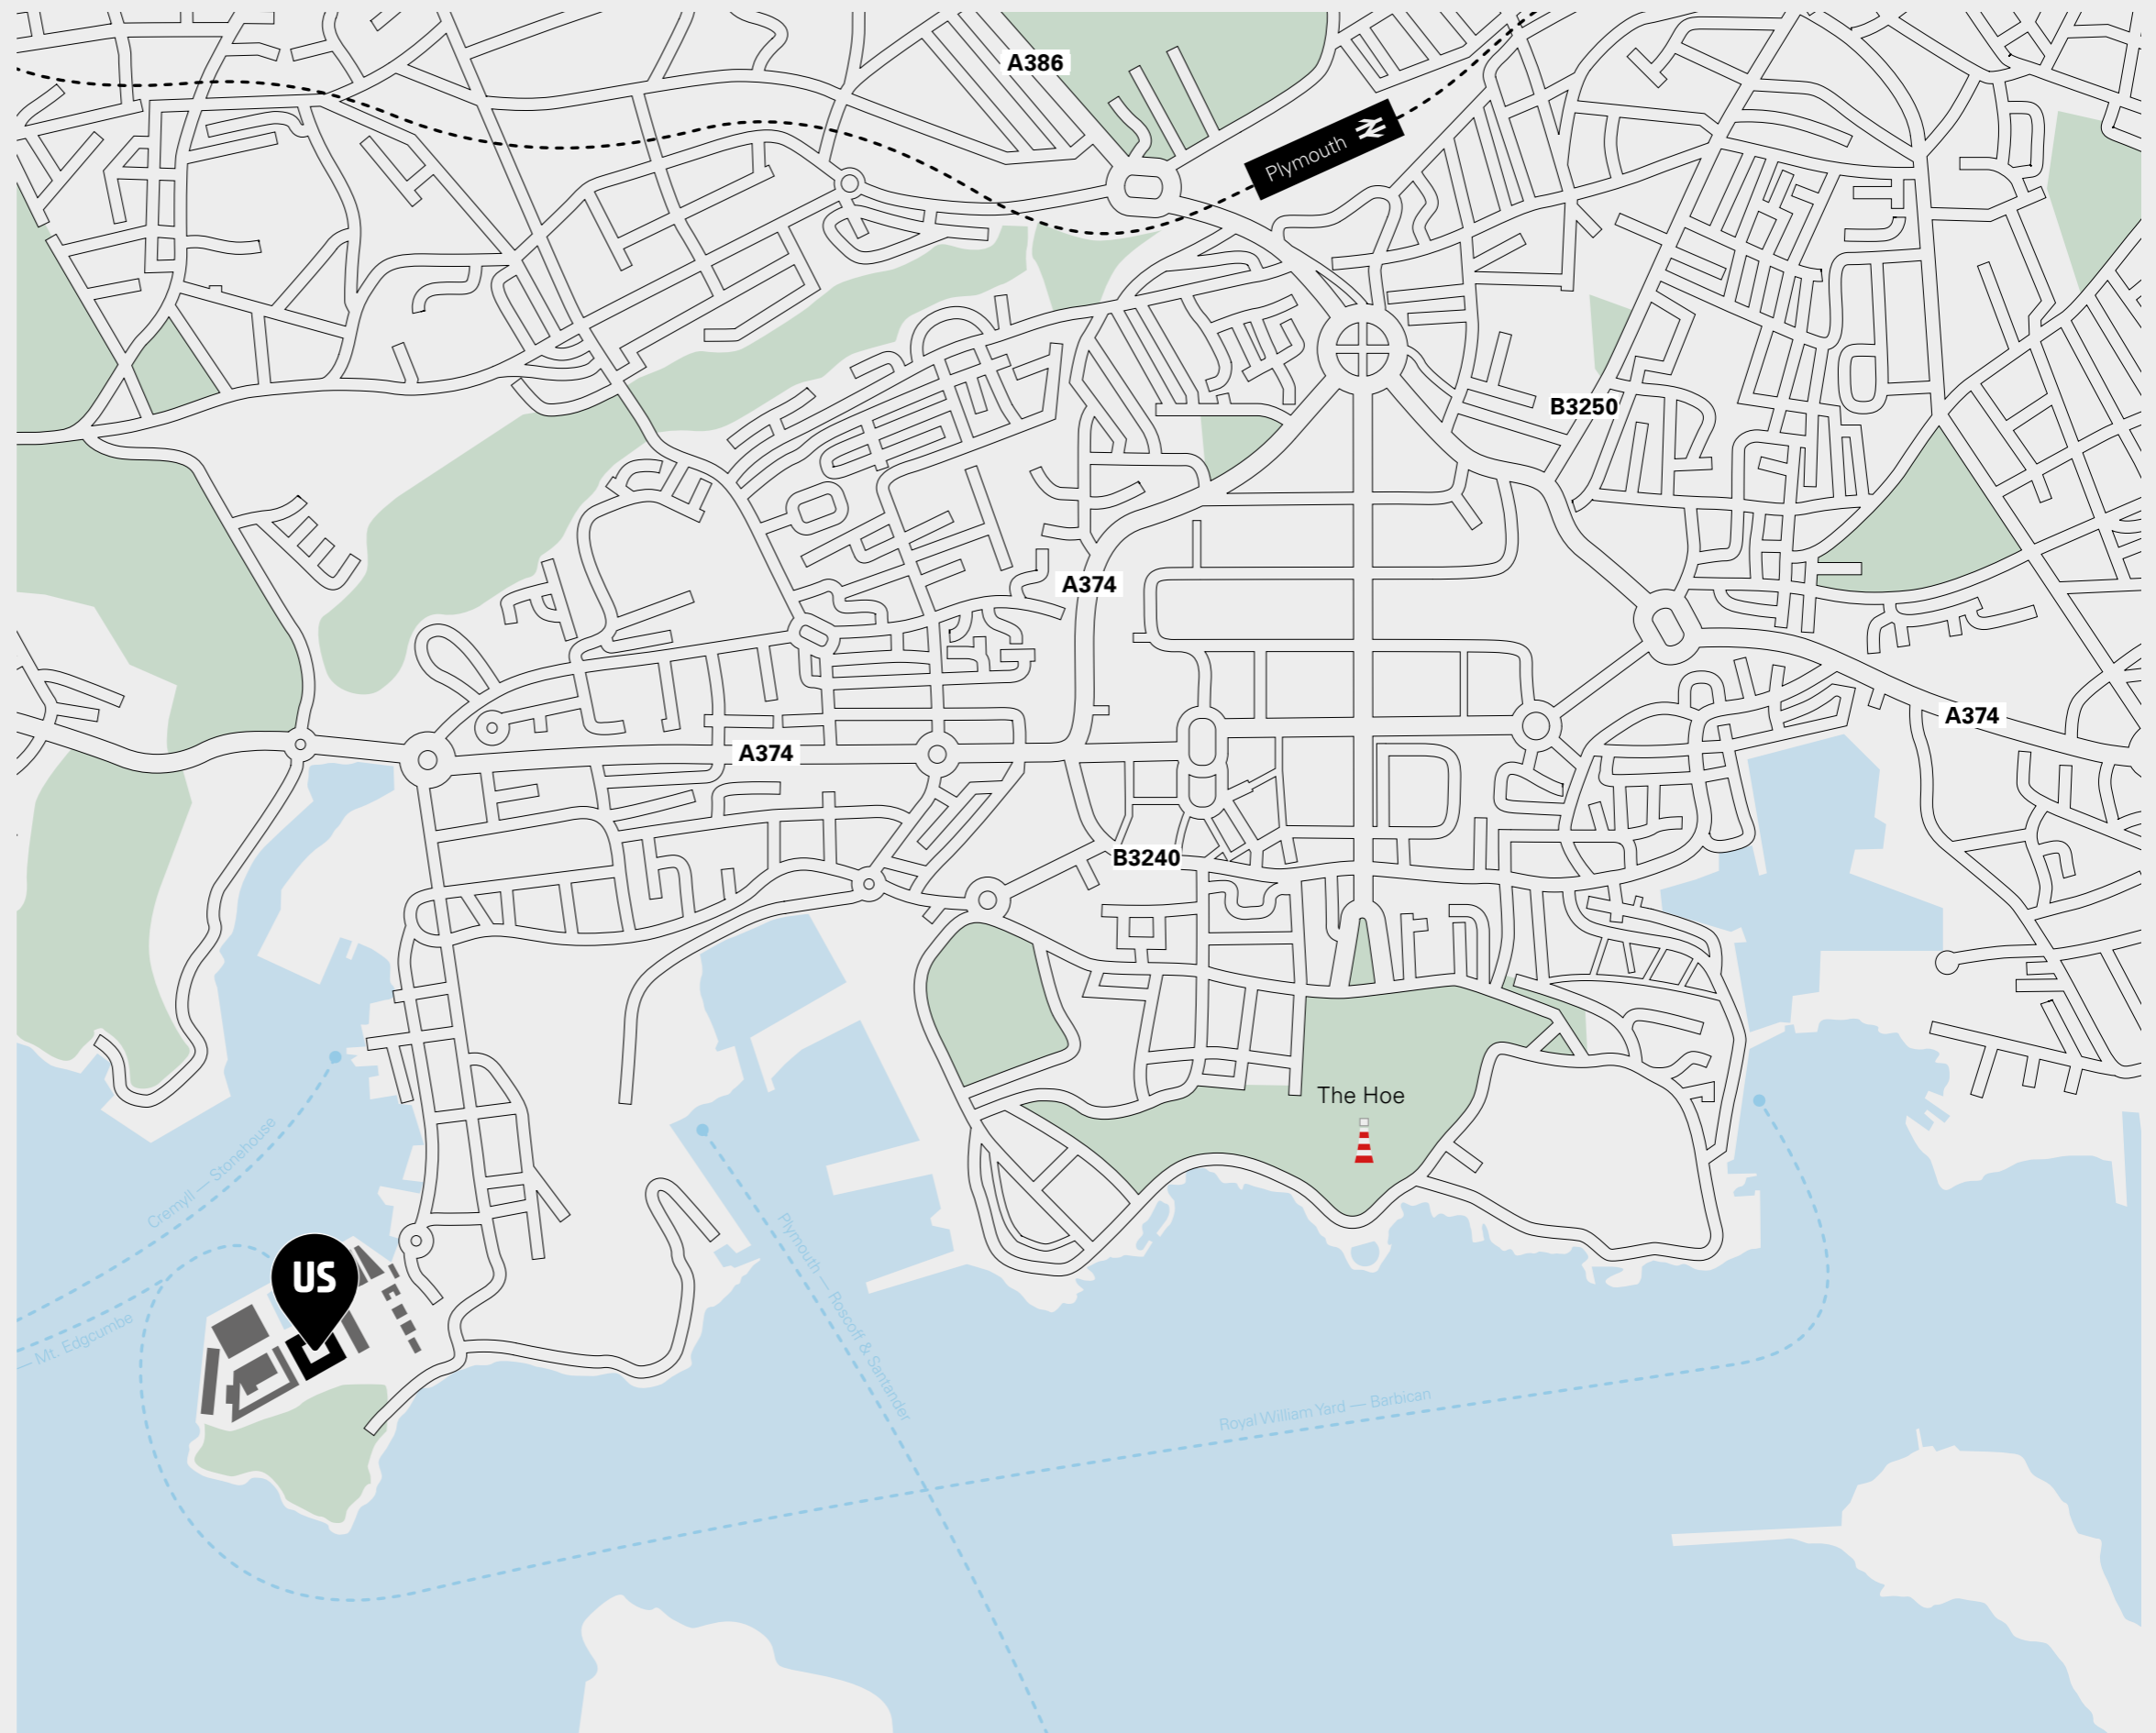 A386
Plymouth
B3250
A374
A374
A374
B3240
The Hoe
Cremyll — Stonehouse
US
— Mt. Edgcumbe
Plymouth — Roscoff & Santander
Royal William Yard — Barbican